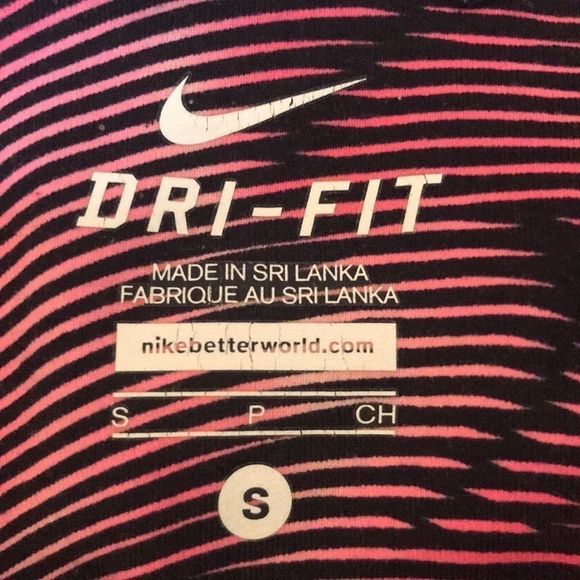 DRI-FIT
MADE IN SRI LANKA
FABRIQUE AU SRI LANKA
nikebetterworld.com
S P CH
S